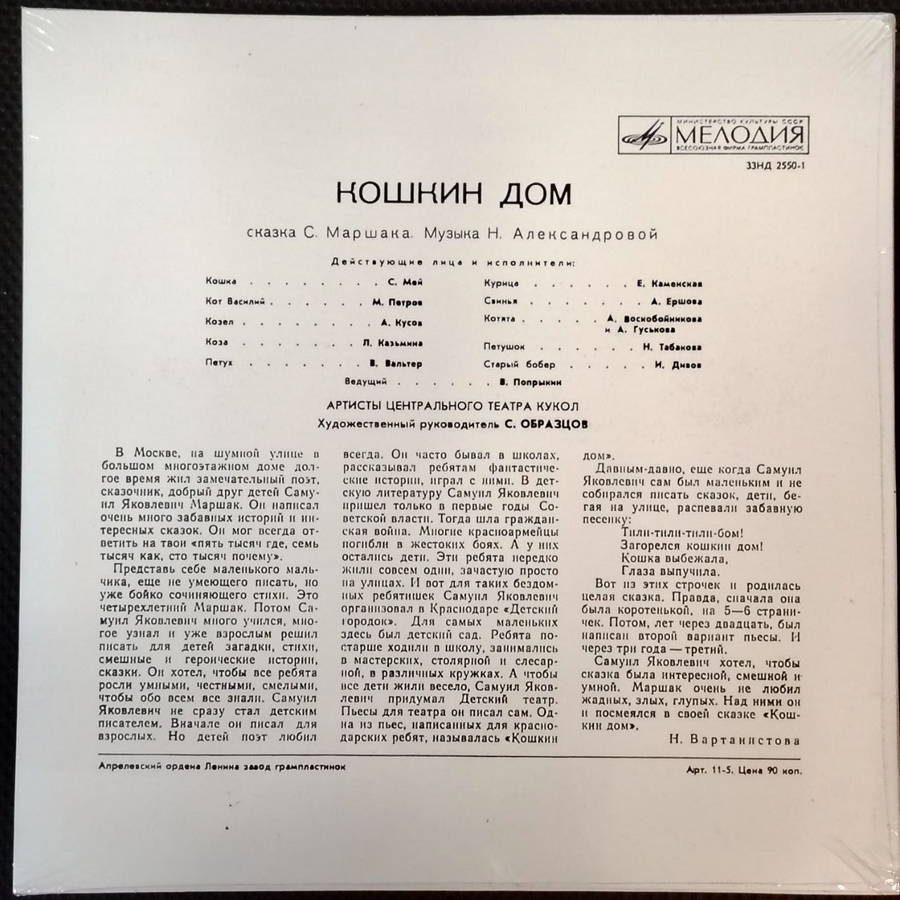 МИНИСТЕРСТВО КУЛЬТУРЫ СССР
МЕЛОДИЯ
ВСЕСОЮЗНАЯ ФИРМА ГРАМПЛАСТИНОК
33НД 2550-1
КОШКИН ДОМ
сказка С. Маршака. Музыка Н. Александровой
Действующие лица и исполнители:
Кошка . . . . . . . . С. Мей
Кот Василий . . . . . . М. Петров
Козел . . . . . . . . А. Кусов
Коза . . . . . . . . Л. Казьмина
Петух . . . . . . . . В. Вальтер
Курица . . . . . . Е. Каменская
Свинья . . . . . . . А. Ершова
Котята . . . . . А. Воскобойникова
и А. Гуськова
Петушок . . . . . . Н. Табакова
Старый бобер . . . . . И. Дивов
Ведущий . . . . . . В. Попрыкин
АРТИСТЫ ЦЕНТРАЛЬНОГО ТЕАТРА КУКОЛ
Художественный руководитель С. ОБРАЗЦОВ
В Москве, на шумной улице в
большом многоэтажном доме дол-
гое время жил замечательный поэт,
сказочник, добрый друг детей Саму-
ил Яковлевич Маршак. Он написал
очень много забавных историй и ин-
тересных сказок. Он мог всегда от-
ветить на твои «пять тысяч где, семь
тысяч как, сто тысяч почему».
Представь себе маленького маль-
чика, еще не умеющего писать, но
уже бойко сочиняющего стихи. Это
четырехлетний Маршак. Потом Са-
муил Яковлевич много учился, мно-
гое узнал и уже взрослым решил
писать для детей загадки, стихи,
смешные и героические истории,
сказки. Он хотел, чтобы все ребята
росли умными, честными, смелыми,
чтобы обо всем все знали. Самуил
Яковлевич не сразу стал детским
писателем. Вначале он писал для
взрослых. Но детей поэт любил
всегда. Он часто бывал в школах,
рассказывал ребятам фантастиче-
ские истории, играл с ними. В дет-
скую литературу Самуил Яковлевич
пришел только в первые годы Со-
ветской власти. Тогда шла граждан-
ская война. Многие красноармейцы
погибли в жестоких боях. А у них
остались дети. Эти ребята нередко
жили совсем одни, зачастую просто
на улицах. И вот для таких бездом-
ных ребятишек Самуил Яковлевич
организовал в Краснодаре «Детский
городок». Для самых маленьких
здесь был детский сад. Ребята по-
старше ходили в школу, занимались
в мастерских, столярной и слесар-
ной, в различных кружках. А чтобы
все дети жили весело, Самуил Яков-
левич придумал Детский театр.
Пьесы для театра он писал сам. Од-
на из пьес, написанных для красно-
дарских ребят, называлась «Кошкин
дом».
Давным-давно, еще когда Самуил
Яковлевич сам был маленьким и не
собирался писать сказок, дети, бе-
гая на улице, распевали забавную
песенку:
Тили-тили-тили-бом!
Загорелся кошкин дом!
Кошка выбежала,
Глаза выпучила.
Вот из этих строчек и родилась
целая сказка. Правда, сначала она
была коротенькой, на 5—6 страни-
чек. Потом, лет через двадцать, был
написан второй вариант пьесы. И
через три года — третий.
Самуил Яковлевич хотел, чтобы
сказка была интересной, смешной и
умной. Маршак очень не любил
жадных, злых, глупых. Над ними он
и посмеялся в своей сказке «Кош-
кин дом».
Н. Вартанистова
Апрелевский ордена Ленина завод грампластинок
Арт. 11-5. Цена 90 коп.